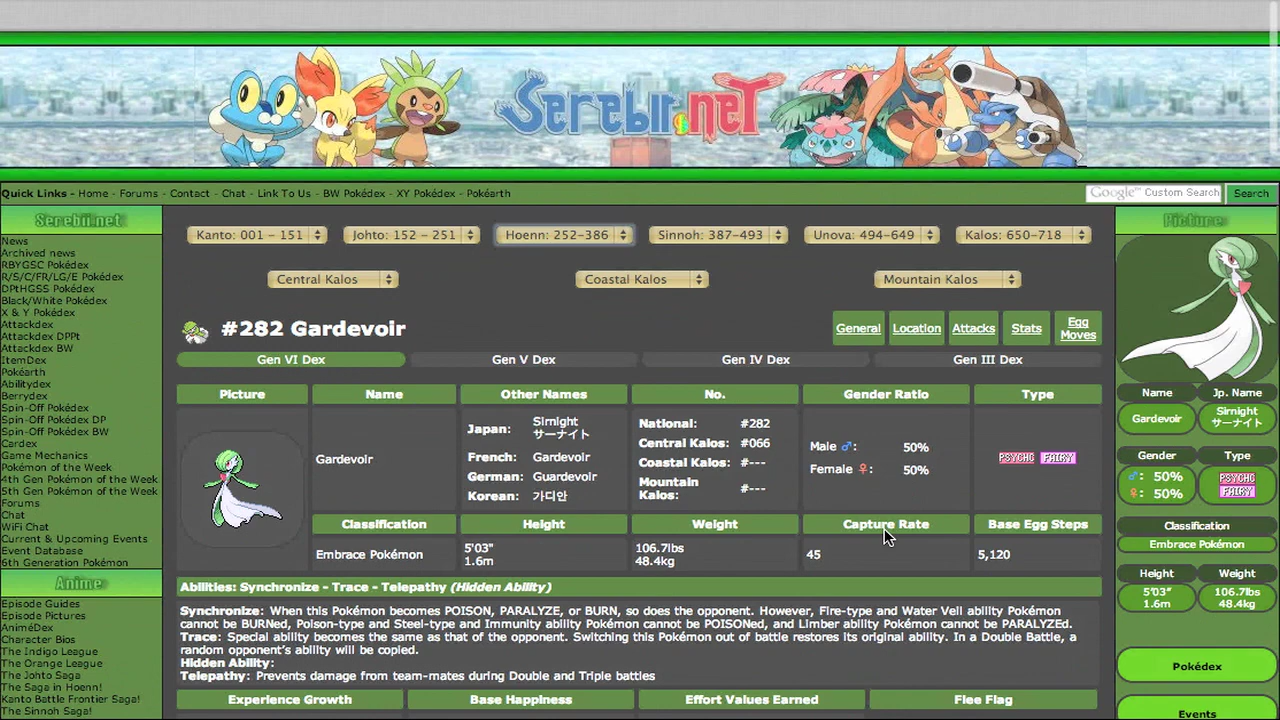 Serebii.net
Quick Links - Home - Forums - Contact - Chat - Link To Us - BW Pokédex - XY Pokédex - Pokéarth
Google™ Custom Search
Search
Serebii.net
News
Archived news
RBYGSC Pokédex
R/S/C/FR/LG/E Pokédex
DPtHGSS Pokédex
Black/White Pokédex
X & Y Pokédex
Attackdex
Attackdex DPPt
Attackdex BW
ItemDex
Pokéarth
Abilitydex
Berrydex
Spin-Off Pokédex
Spin-Off Pokédex DP
Spin-Off Pokédex BW
Cardex
Game Mechanics
Pokémon of the Week
4th Gen Pokémon of the Week
5th Gen Pokémon of the Week
Forums
Chat
WiFi Chat
Current & Upcoming Events
Event Database
6th Generation Pokémon
Anime
Episode Guides
Episode Pictures
AniméDex
Character Bios
The Indigo League
The Orange League
The Johto Saga
The Saga in Hoenn!
Kanto Battle Frontier Saga!
The Sinnoh Saga!
Kanto: 001 - 151
Johto: 152 - 251
Hoenn: 252-386
Sinnoh: 387-493
Unova: 494-649
Kalos: 650-718
Central Kalos
Coastal Kalos
Mountain Kalos
#282 Gardevoir
General
Location
Attacks
Stats
Egg Moves
Gen VI Dex
Gen V Dex
Gen IV Dex
Gen III Dex
Picture
Name
Other Names
No.
Gender Ratio
Type
Gardevoir
Japan: Sirnight
サーナイト
French: Gardevoir
German: Guardevoir
Korean: 가디안
National: #282
Central Kalos: #066
Coastal Kalos: #---
Mountain Kalos: #---
Male ♂: 50%
Female ♀: 50%
PSYCHC FAIRY
Classification
Height
Weight
Capture Rate
Base Egg Steps
Embrace Pokémon
5'03"
1.6m
106.7lbs
48.4kg
45
5,120
Abilities: Synchronize - Trace - Telepathy (Hidden Ability)
Synchronize: When this Pokémon becomes POISON, PARALYZE, or BURN, so does the opponent. However, Fire-type and Water Veil ability Pokémon
cannot be BURNed, Poison-type and Steel-type and Immunity ability Pokémon cannot be POISONed, and Limber ability Pokémon cannot be PARALYZEd.
Trace: Special ability becomes the same as that of the opponent. Switching this Pokémon out of battle restores its original ability. In a Double Battle, a
random opponent's ability will be copied.
Hidden Ability:
Telepathy: Prevents damage from team-mates during Double and Triple battles
Experience Growth
Base Happiness
Effort Values Earned
Flee Flag
Picture
Name
Jp. Name
Gardevoir
Sirnight
サーナイト
Gender
Type
♂: 50%
♀: 50%
PSYCHC
FAIRY
Classification
Embrace Pokémon
Height
Weight
5'03"
1.6m
106.7lbs
48.4kg
Pokédex
Events